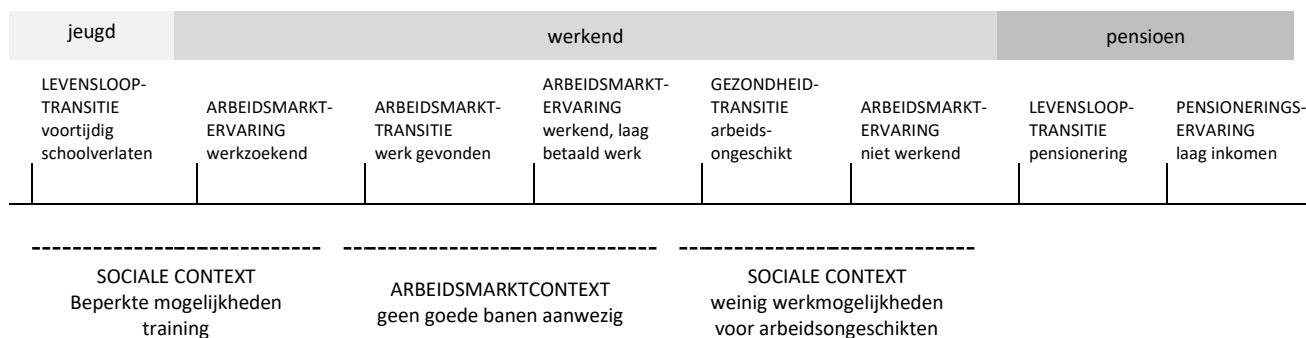 jeugd
werkend
pensioen
LEVENSLOOP-
TRANSITIE
voortijdig
schoolverlaten
ARBEIDSMARKT-
ERVARING
werkzoekend
ARBEIDSMARKT-
TRANSITIE
werk gevonden
ARBEIDSMARKT-
ERVARING
werkend, laag
betaald werk
GEZONDHEID-
TRANSITIE
arbeids-
ongeschikt
ARBEIDSMARKT-
ERVARING
niet werkend
LEVENSLOOP-
TRANSITIE
pensionering
PENSIONERINGS-
ERVARING
laag inkomen
SOCIALE CONTEXT
Beperkte mogelijkheden
training
ARBEIDSMARKTCONTEXT
geen goede banen aanwezig
SOCIALE CONTEXT
weinig werkmogelijkheden
voor arbeidsongeschikten